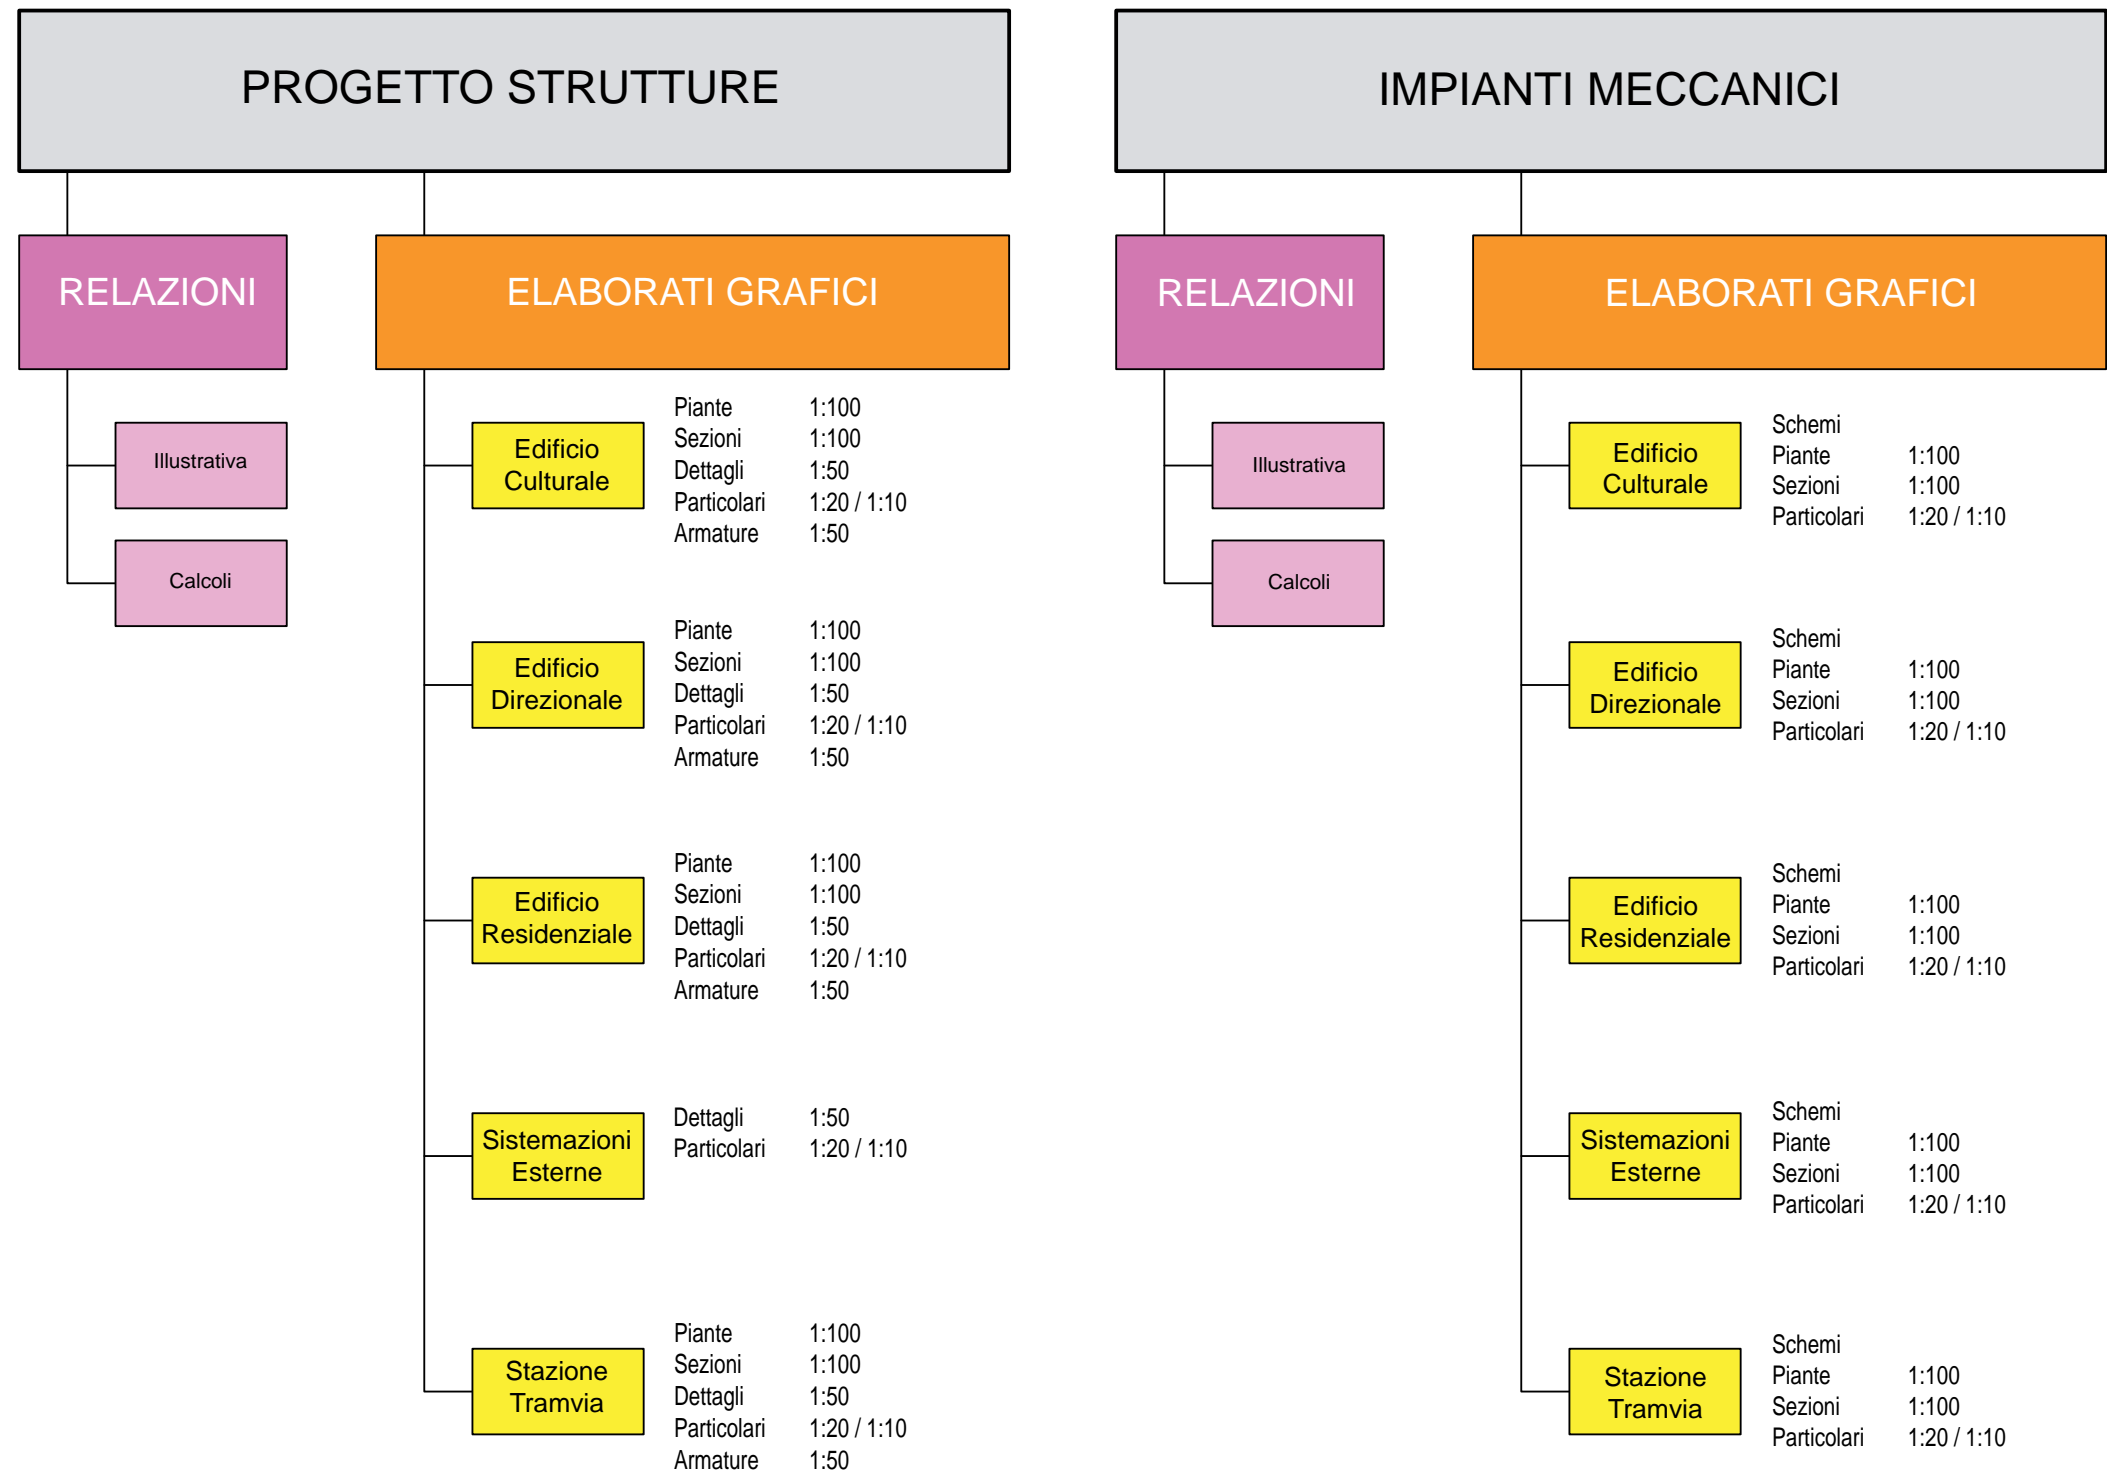 PROGETTO STRUTTURE
RELAZIONI
Illustrativa
Calcoli
ELABORATI GRAFICI
Edificio
Culturale
Piante 1:100
Sezioni 1:100
Dettagli 1:50
Particolari 1:20 / 1:10
Armature 1:50
Edificio
Direzionale
Piante 1:100
Sezioni 1:100
Dettagli 1:50
Particolari 1:20 / 1:10
Armature 1:50
Edificio
Residenziale
Piante 1:100
Sezioni 1:100
Dettagli 1:50
Particolari 1:20 / 1:10
Armature 1:50
Sistemazioni
Esterne
Dettagli 1:50
Particolari 1:20 / 1:10
Stazione
Tramvia
Piante 1:100
Sezioni 1:100
Dettagli 1:50
Particolari 1:20 / 1:10
Armature 1:50
IMPIANTI MECCANICI
RELAZIONI
Illustrativa
Calcoli
ELABORATI GRAFICI
Edificio
Culturale
Schemi
Piante 1:100
Sezioni 1:100
Particolari 1:20 / 1:10
Edificio
Direzionale
Schemi
Piante 1:100
Sezioni 1:100
Particolari 1:20 / 1:10
Edificio
Residenziale
Schemi
Piante 1:100
Sezioni 1:100
Particolari 1:20 / 1:10
Sistemazioni
Esterne
Schemi
Piante 1:100
Sezioni 1:100
Particolari 1:20 / 1:10
Stazione
Tramvia
Schemi
Piante 1:100
Sezioni 1:100
Particolari 1:20 / 1:10